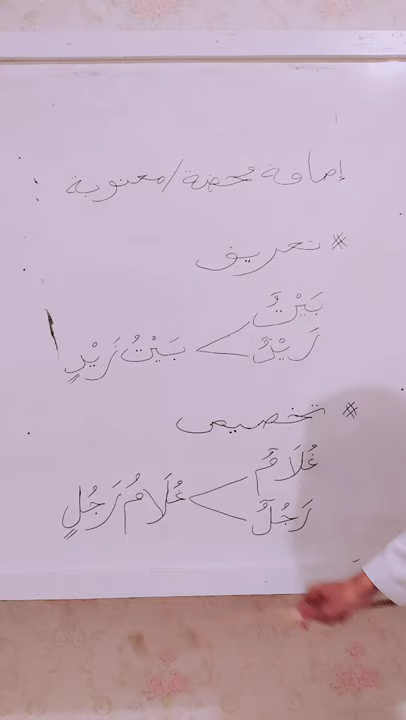 إضافة محضة/معنوية
* تعريف
بَيْتٌ
زَيْدٌ
بَيْتُ زَيْدٍ
* تخصيص
غُلَامٌ
رَجُلٌ
غُلَامُ رَجُلٍ